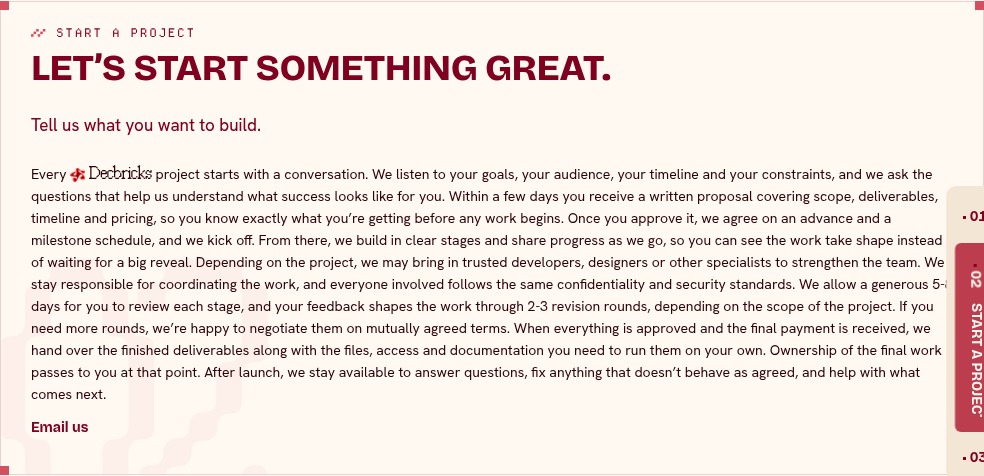 START A PROJECT
LET’S START SOMETHING GREAT.
Tell us what you want to build.
Every Decbricks project starts with a conversation. We listen to your goals, your audience, your timeline and your constraints, and we ask the
questions that help us understand what success looks like for you. Within a few days you receive a written proposal covering scope, deliverables,
timeline and pricing, so you know exactly what you’re getting before any work begins. Once you approve it, we agree on an advance and a
milestone schedule, and we kick off. From there, we build in clear stages and share progress as we go, so you can see the work take shape instead
of waiting for a big reveal. Depending on the project, we may bring in trusted developers, designers or other specialists to strengthen the team. We
stay responsible for coordinating the work, and everyone involved follows the same confidentiality and security standards. We allow a generous
days for you to review each stage, and your feedback shapes the work through 2-3 revision rounds, depending on the scope of the project. If you
need more rounds, we’re happy to negotiate them on mutually agreed terms. When everything is approved and the final payment is received, we
hand over the finished deliverables along with the files, access and documentation you need to run them on your own. Ownership of the final work
passes to you at that point. After launch, we stay available to answer questions, fix anything that doesn’t behave as agreed, and help with what
comes next.
Email us
01
02 START A PROJEC
03